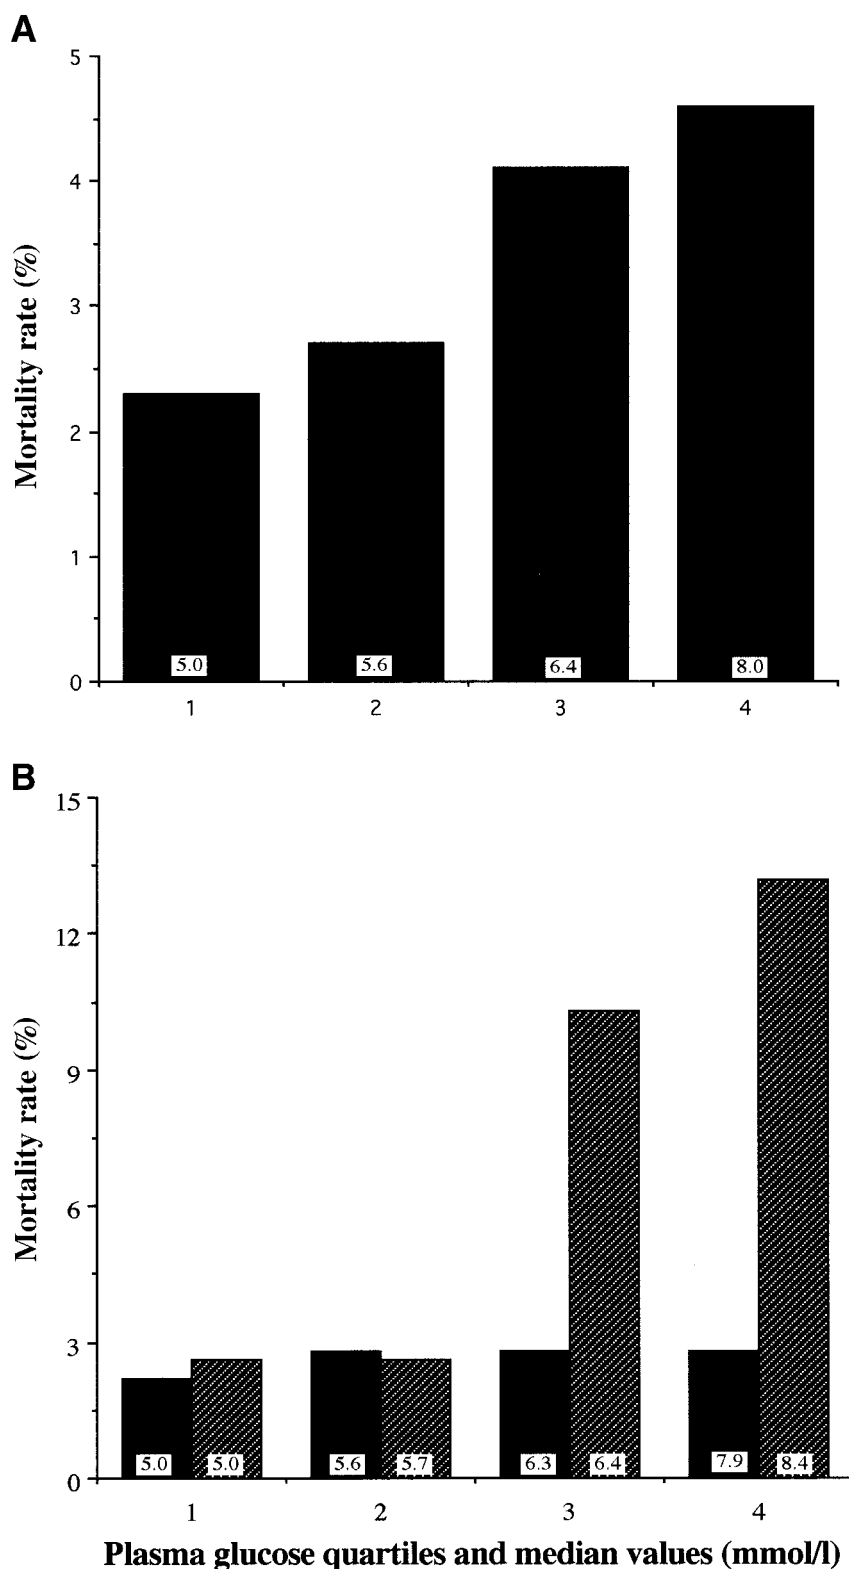 A
5
4
3
2
1
0
Mortality rate (%)
5.0 5.6 6.4 8.0
1 2 3 4
B
15
12
9
6
3
0
Mortality rate (%)
5.0 5.0 5.6 5.7 6.3 6.4 7.9 8.4
1 2 3 4
Plasma glucose quartiles and median values (mmol/l)